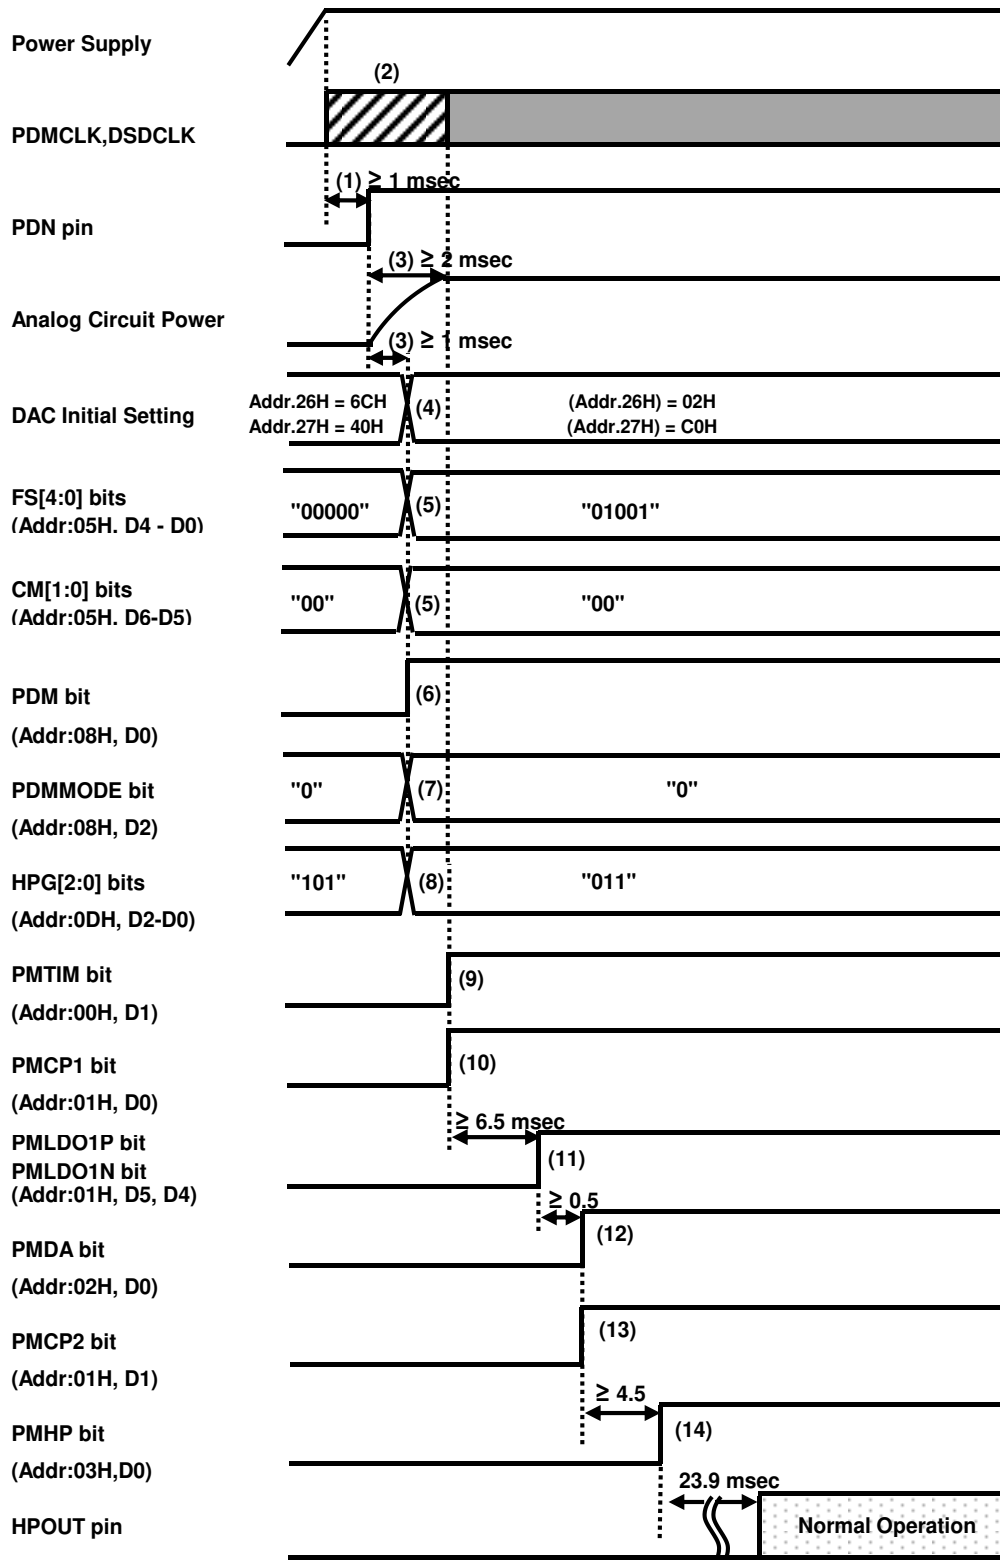 Power Supply
(2)
PDMCLK,DSDCLK
(1) ≥ 1 msec
PDN pin
(3) ≥ 2 msec
Analog Circuit Power
(3) ≥ 1 msec
DAC Initial Setting
Addr.26H = 6CH
Addr.27H = 40H
(4)
(Addr.26H) = 02H
(Addr.27H) = C0H
FS[4:0] bits
(Addr:05H, D4 - D0)
"00000"
(5)
"01001"
CM[1:0] bits
(Addr:05H, D6-D5)
"00"
(5)
"00"
PDM bit
(Addr:08H, D0)
(6)
PDMMODE bit
(Addr:08H, D2)
"0"
(7)
"0"
HPG[2:0] bits
(Addr:0DH, D2-D0)
"101"
(8)
"011"
PMTIM bit
(Addr:00H, D1)
(9)
PMCP1 bit
(Addr:01H, D0)
(10)
≥ 6.5 msec
PMLDO1P bit
PMLDO1N bit
(Addr:01H, D5, D4)
(11)
≥ 0.5
PMDA bit
(Addr:02H, D0)
(12)
PMCP2 bit
(Addr:01H, D1)
(13)
≥ 4.5
PMHP bit
(Addr:03H,D0)
(14)
23.9 msec
HPOUT pin
Normal Operation